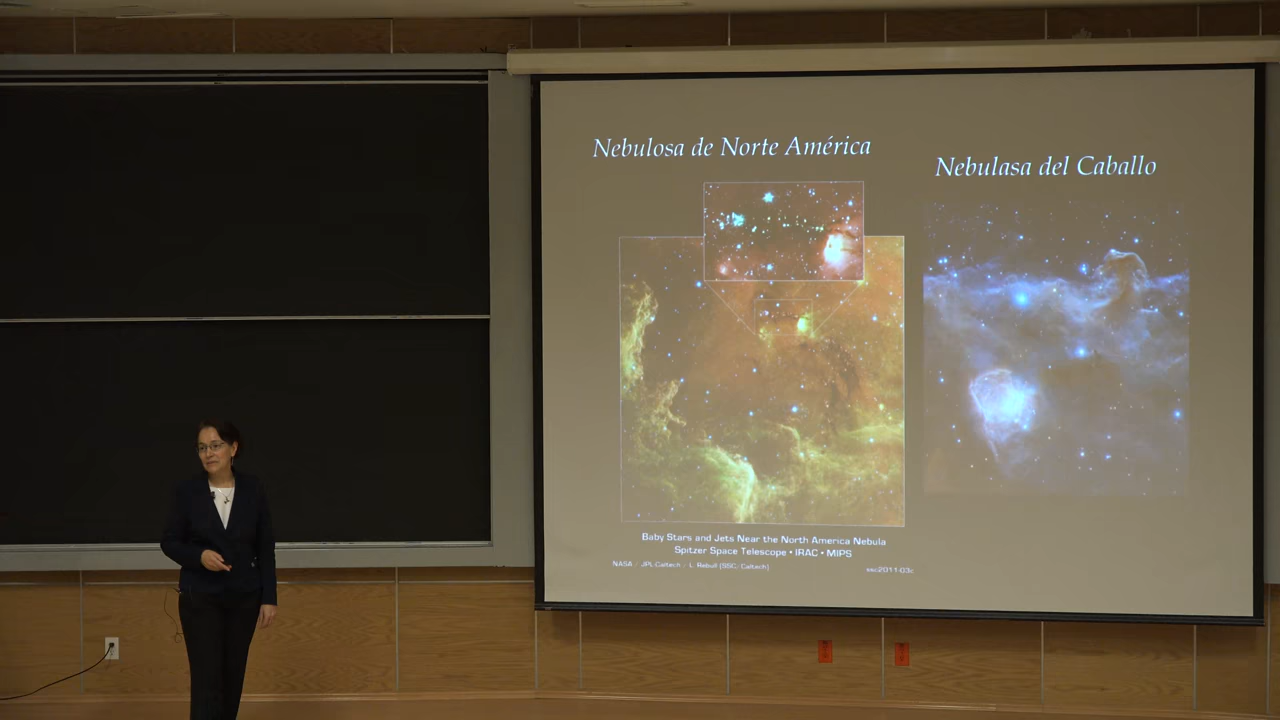 Nebulosa de Norte América
Nebulasa del Caballo
Baby Stars and Jets Near the North America Nebula
Spitzer Space Telescope • IRAC • MIPS
NASA / JPL-Caltech / L. Rebull (SSC/Caltech)
ssc2011-03c